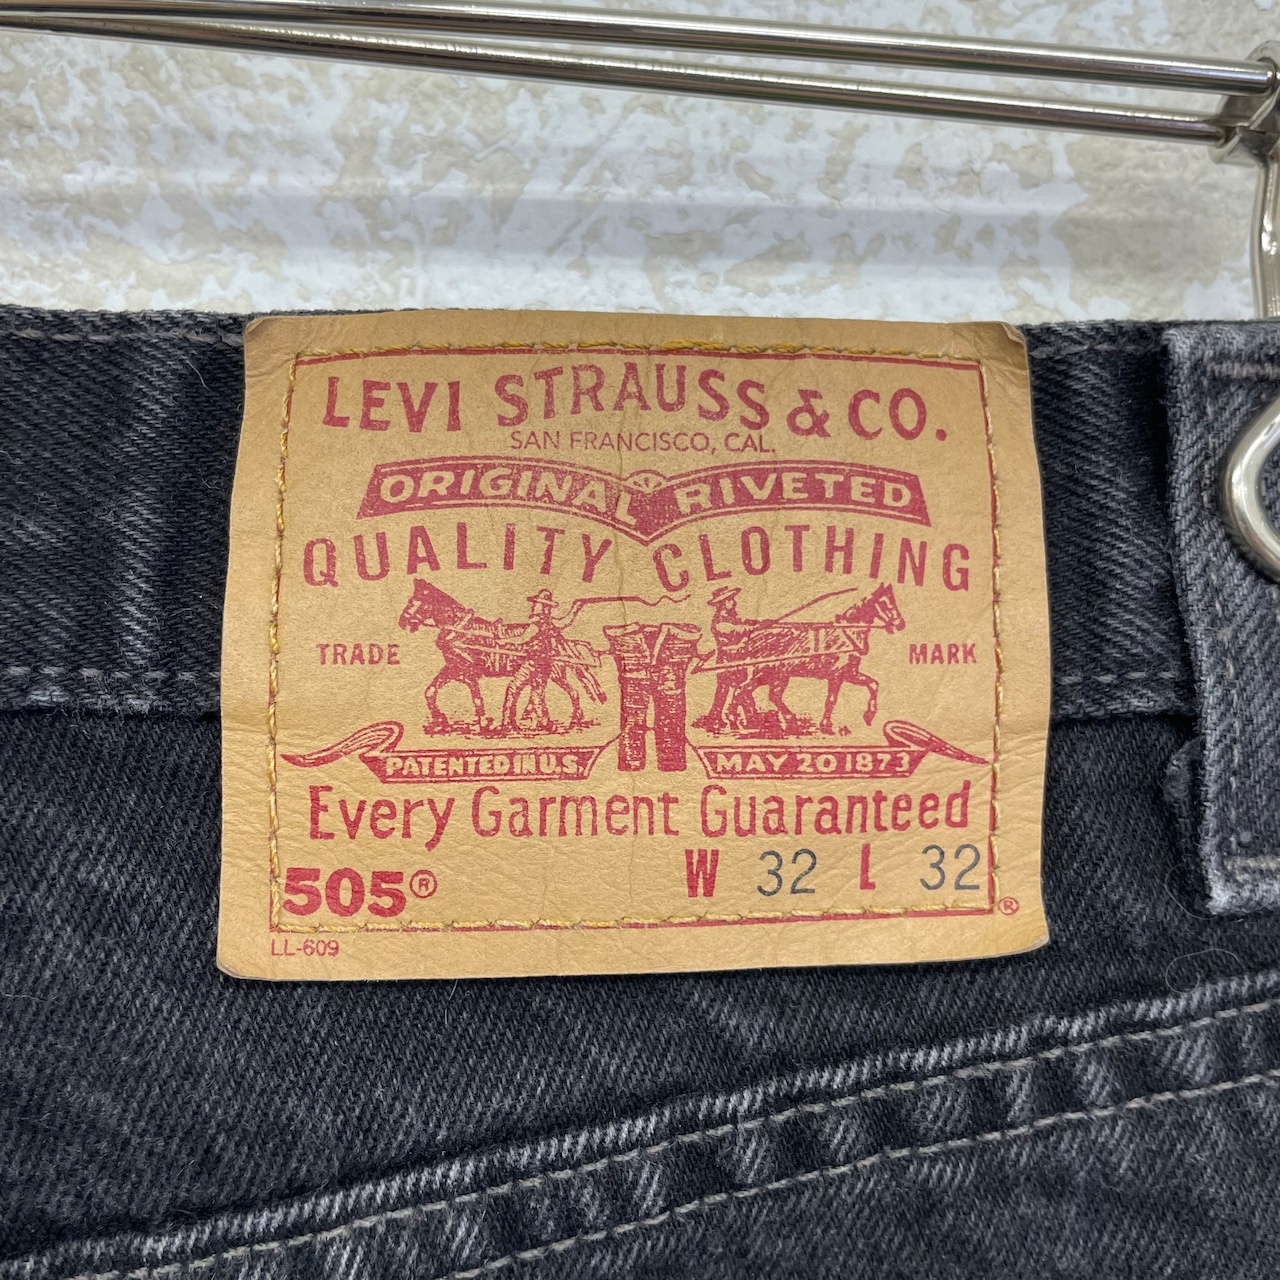 LEVI STRAUSS & CO.
SAN FRANCISCO, CAL.
ORIGINAL RIVETED
QUALITY CLOTHING
TRADE MARK
PATENTED IN U.S. MAY 20 1873
Every Garment Guaranteed
505® W 32 L 32
®
LL-609